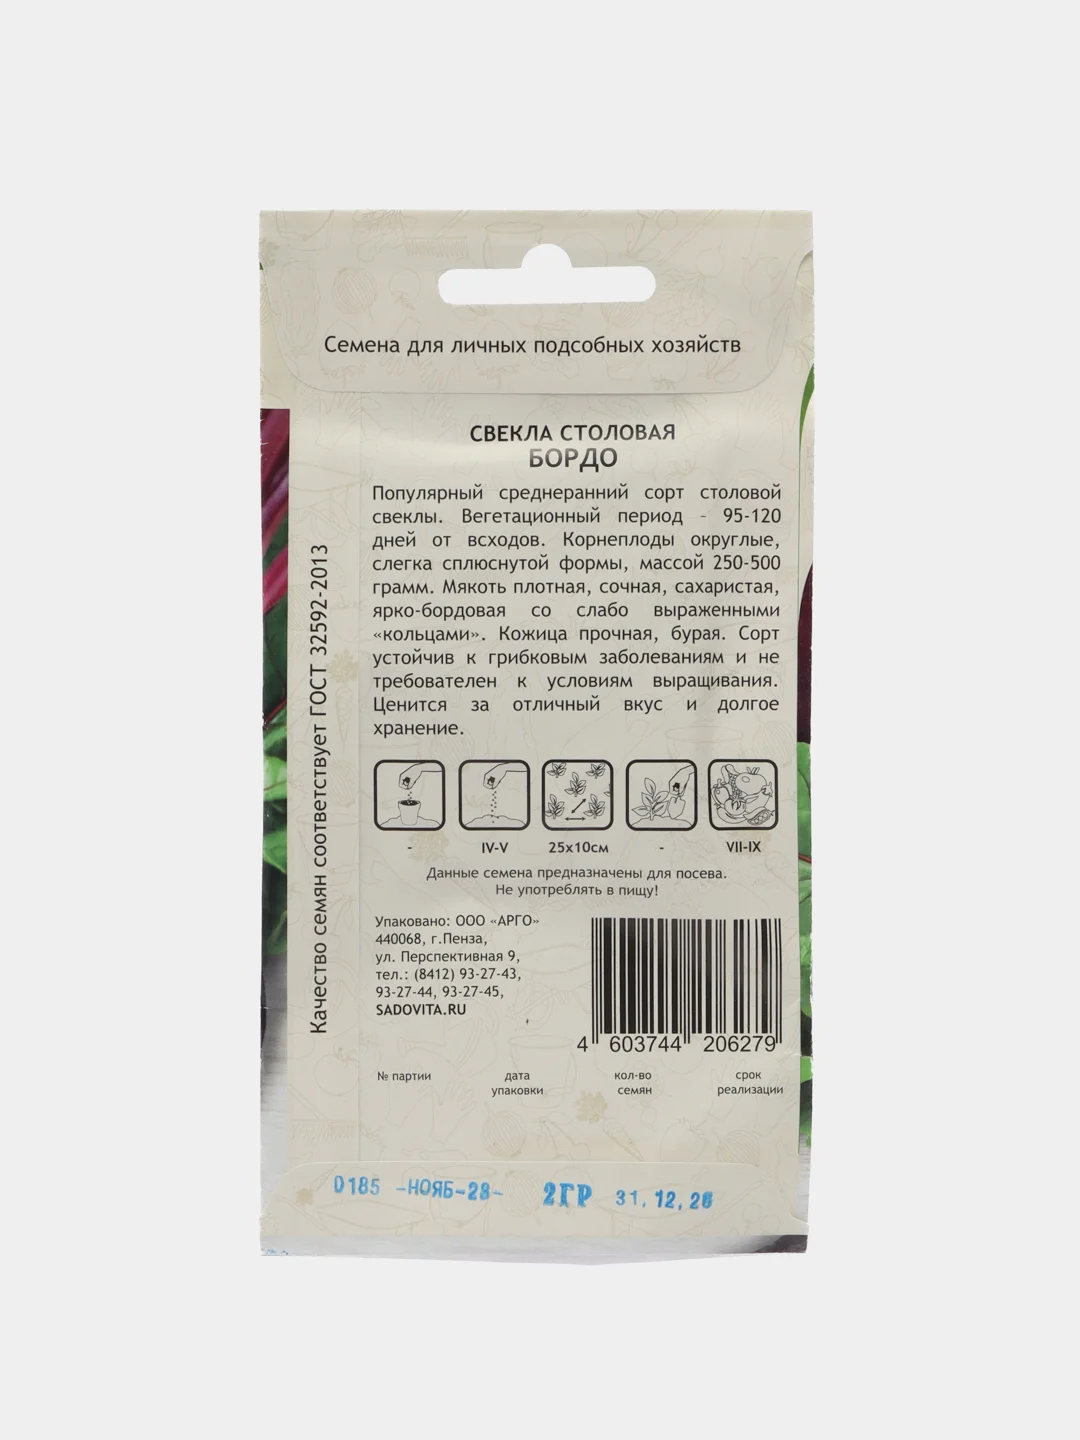 Семена для личных подсобных хозяйств
СВЕКЛА СТОЛОВАЯ
БОРДО
Популярный среднеранний сорт столовой
свеклы. Вегетационный период - 95-120
дней от всходов. Корнеплоды округлые,
слегка сплюснутой формы, массой 250-500
грамм. Мякоть плотная, сочная, сахаристая,
ярко-бордовая со слабо выраженными
«кольцами». Кожица прочная, бурая. Сорт
устойчив к грибковым заболеваниям и не
требователен к условиям выращивания.
Ценится за отличный вкус и долгое
хранение.
Качество семян соответствует ГОСТ 32592-2013
- IV-V 25х10см - VII-IX
Данные семена предназначены для посева.
Не употреблять в пищу!
Упаковано: ООО «АРГО»
440068, г.Пенза,
ул. Перспективная 9,
тел.: (8412) 93-27-43,
93-27-44, 93-27-45,
SADOVITA.RU
4 603744 206279
№ партии дата упаковки кол-во семян срок реализации
0185 -НОЯБ-23- 2ГР 31.12.26